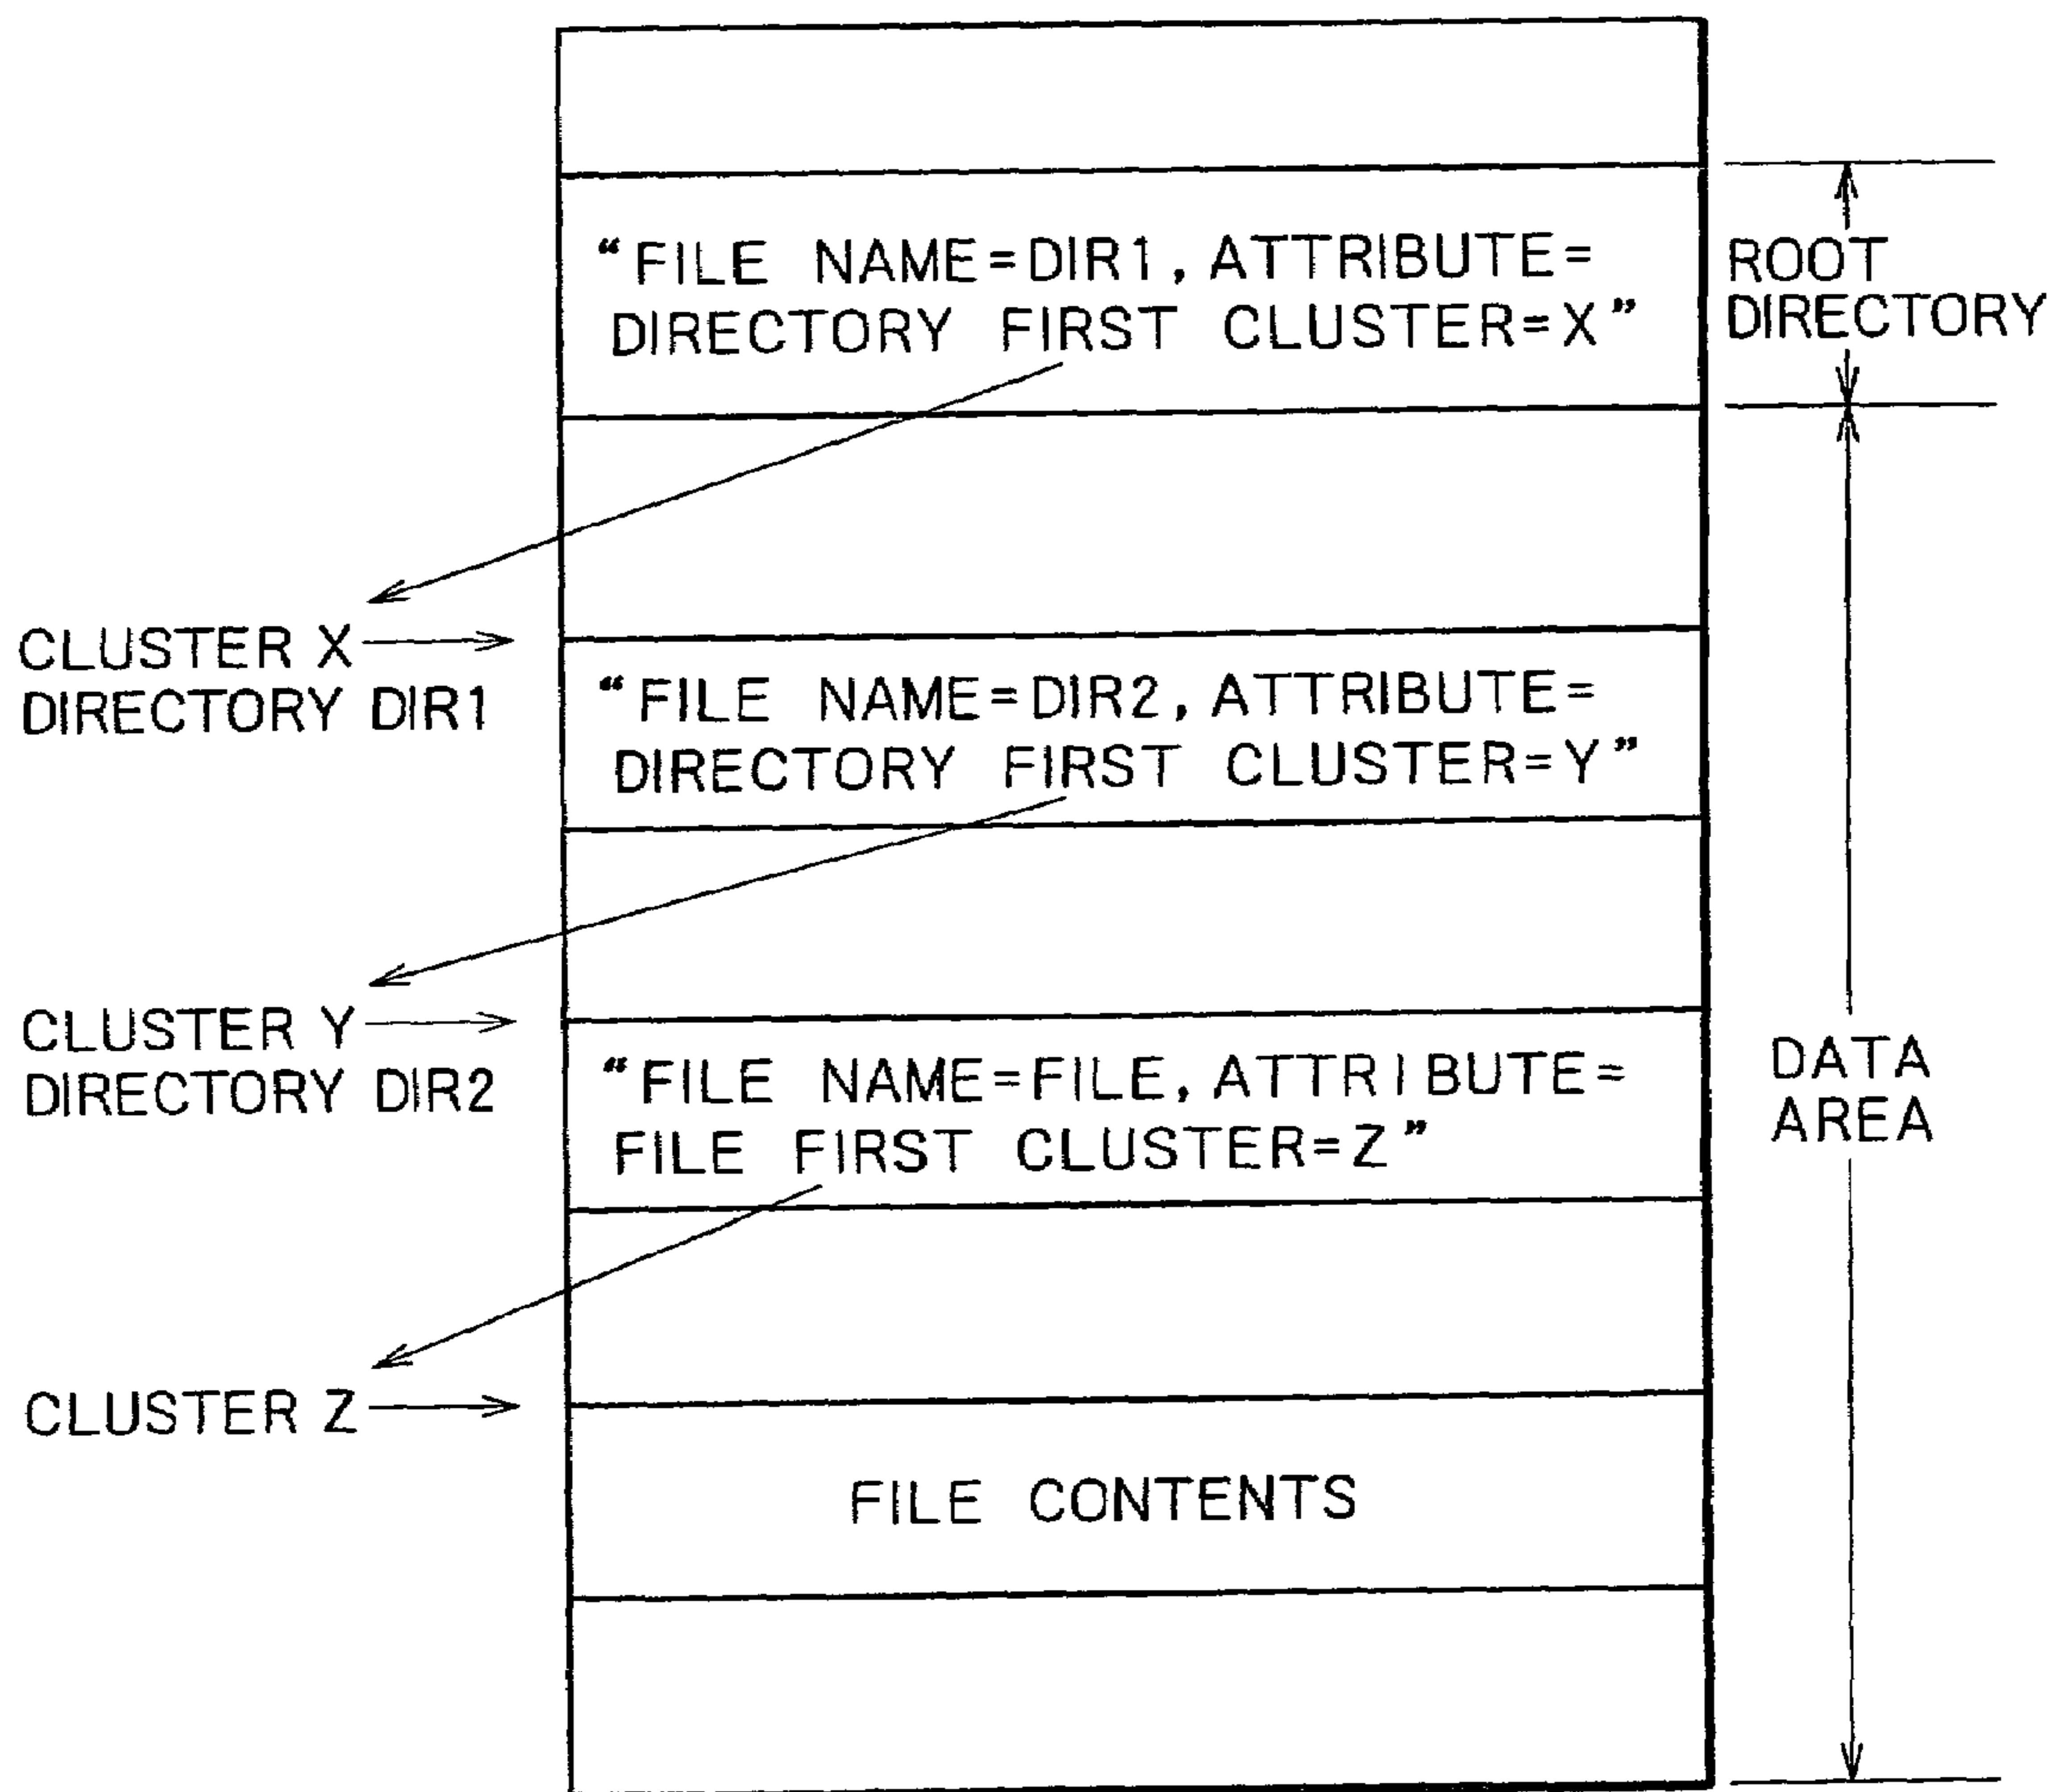 “FILE NAME=DIR1, ATTRIBUTE=
DIRECTORY FIRST CLUSTER=X”
ROOT
DIRECTORY
CLUSTER X
DIRECTORY DIR1
“FILE NAME=DIR2, ATTRIBUTE=
DIRECTORY FIRST CLUSTER=Y”
CLUSTER Y
DIRECTORY DIR2
“FILE NAME=FILE, ATTRIBUTE=
FILE FIRST CLUSTER=Z”
DATA
AREA
CLUSTER Z
FILE CONTENTS